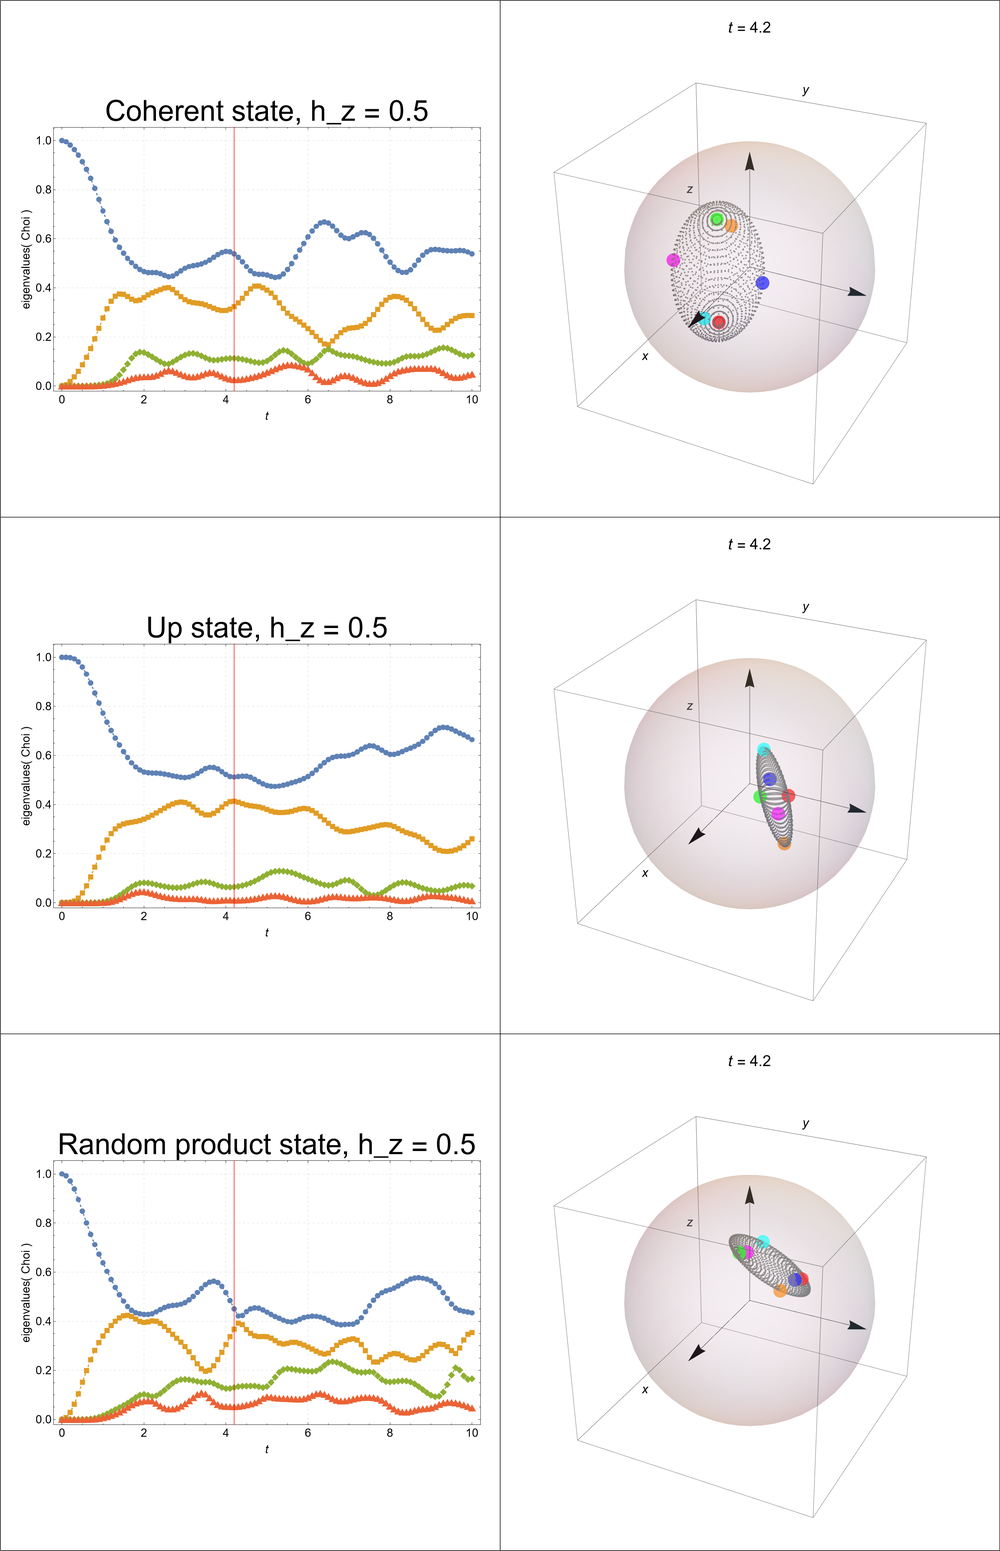 t = 4.2
y
Coherent state, h_z = 0.5
1.0
0.8
0.6
0.4
0.2
0.0
eigenvalues( Choi )
0 2 4 6 8 10
t
z
x
t = 4.2
y
Up state, h_z = 0.5
1.0
0.8
0.6
0.4
0.2
0.0
eigenvalues( Choi )
0 2 4 6 8 10
t
z
x
t = 4.2
y
Random product state, h_z = 0.5
1.0
0.8
0.6
0.4
0.2
0.0
eigenvalues( Choi )
0 2 4 6 8 10
t
z
x